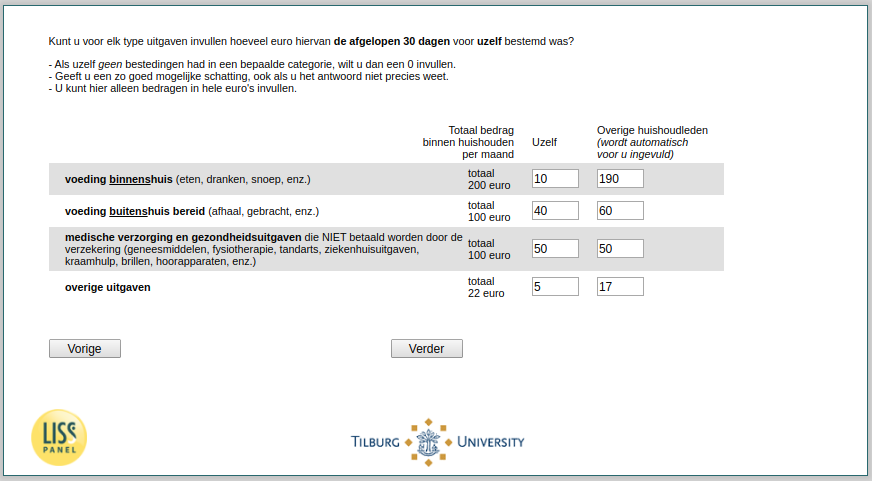 Kunt u voor elk type uitgaven invullen hoeveel euro hiervan de afgelopen 30 dagen voor uzelf bestemd was?
- Als uzelf geen bestedingen had in een bepaalde categorie, wilt u dan een 0 invullen.
- Geeft u een zo goed mogelijke schatting, ook als u het antwoord niet precies weet.
- U kunt hier alleen bedragen in hele euro's invullen.
Totaal bedrag
binnen huishouden
per maand
Uzelf
Overige huishoudleden
(wordt automatisch
voor u ingevuld)
voeding binnenshuis (eten, dranken, snoep, enz.)
totaal
200 euro
10
190
voeding buitenshuis bereid (afhaal, gebracht, enz.)
totaal
100 euro
40
60
medische verzorging en gezondheidsuitgaven die NIET betaald worden door de
verzekering (geneesmiddelen, fysiotherapie, tandarts, ziekenhuisuitgaven,
kraamhulp, brillen, hoorapparaten, enz.)
totaal
100 euro
50
50
overige uitgaven
totaal
22 euro
5
17
Vorige
Verder
LISS
PANEL
TILBURG UNIVERSITY